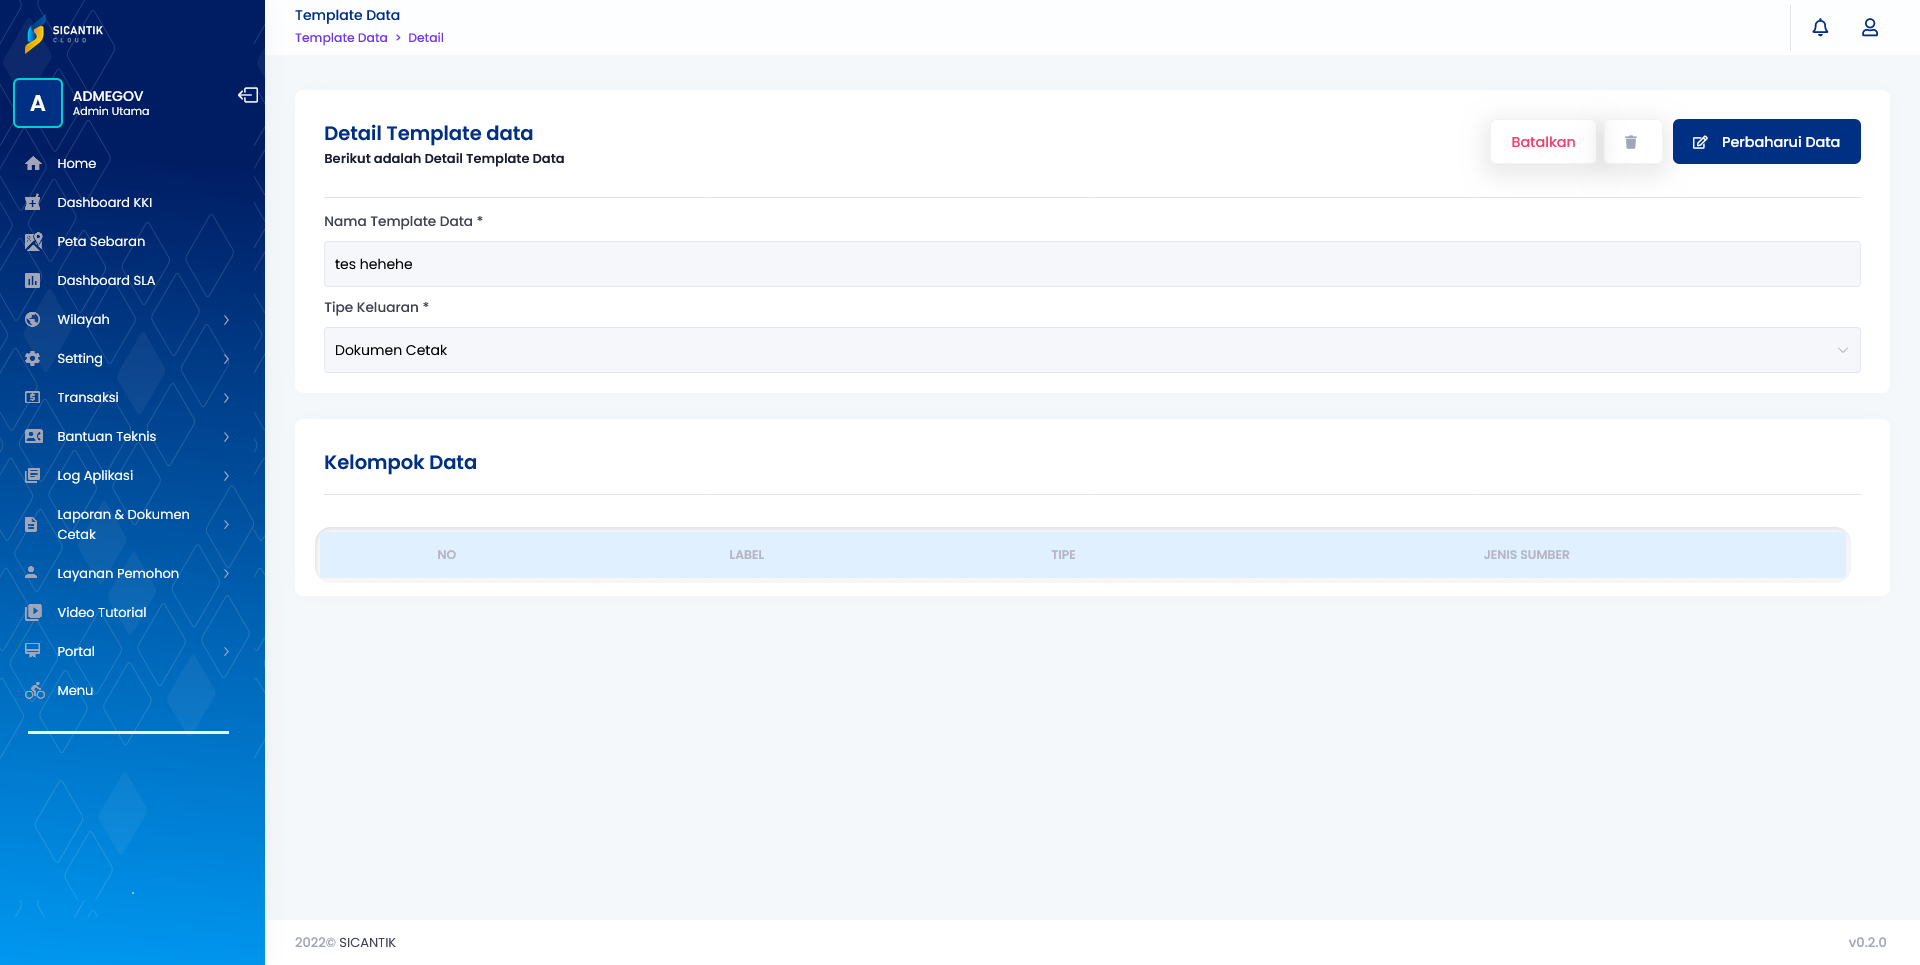 SICANTIK
CLOUD
A
ADMEGOV
Admin Utama
Home
Dashboard KKI
Peta Sebaran
Dashboard SLA
Wilayah
Setting
Transaksi
Bantuan Teknis
Log Aplikasi
Laporan & Dokumen
Cetak
Layanan Pemohon
Video Tutorial
Portal
Menu
Template Data
Template Data > Detail
Detail Template data
Berikut adalah Detail Template Data
Batalkan
Perbaharui Data
Nama Template Data *
tes hehehe
Tipe Keluaran *
Dokumen Cetak
Kelompok Data
NO LABEL TIPE JENIS SUMBER
2022© SICANTIK
v0.2.0